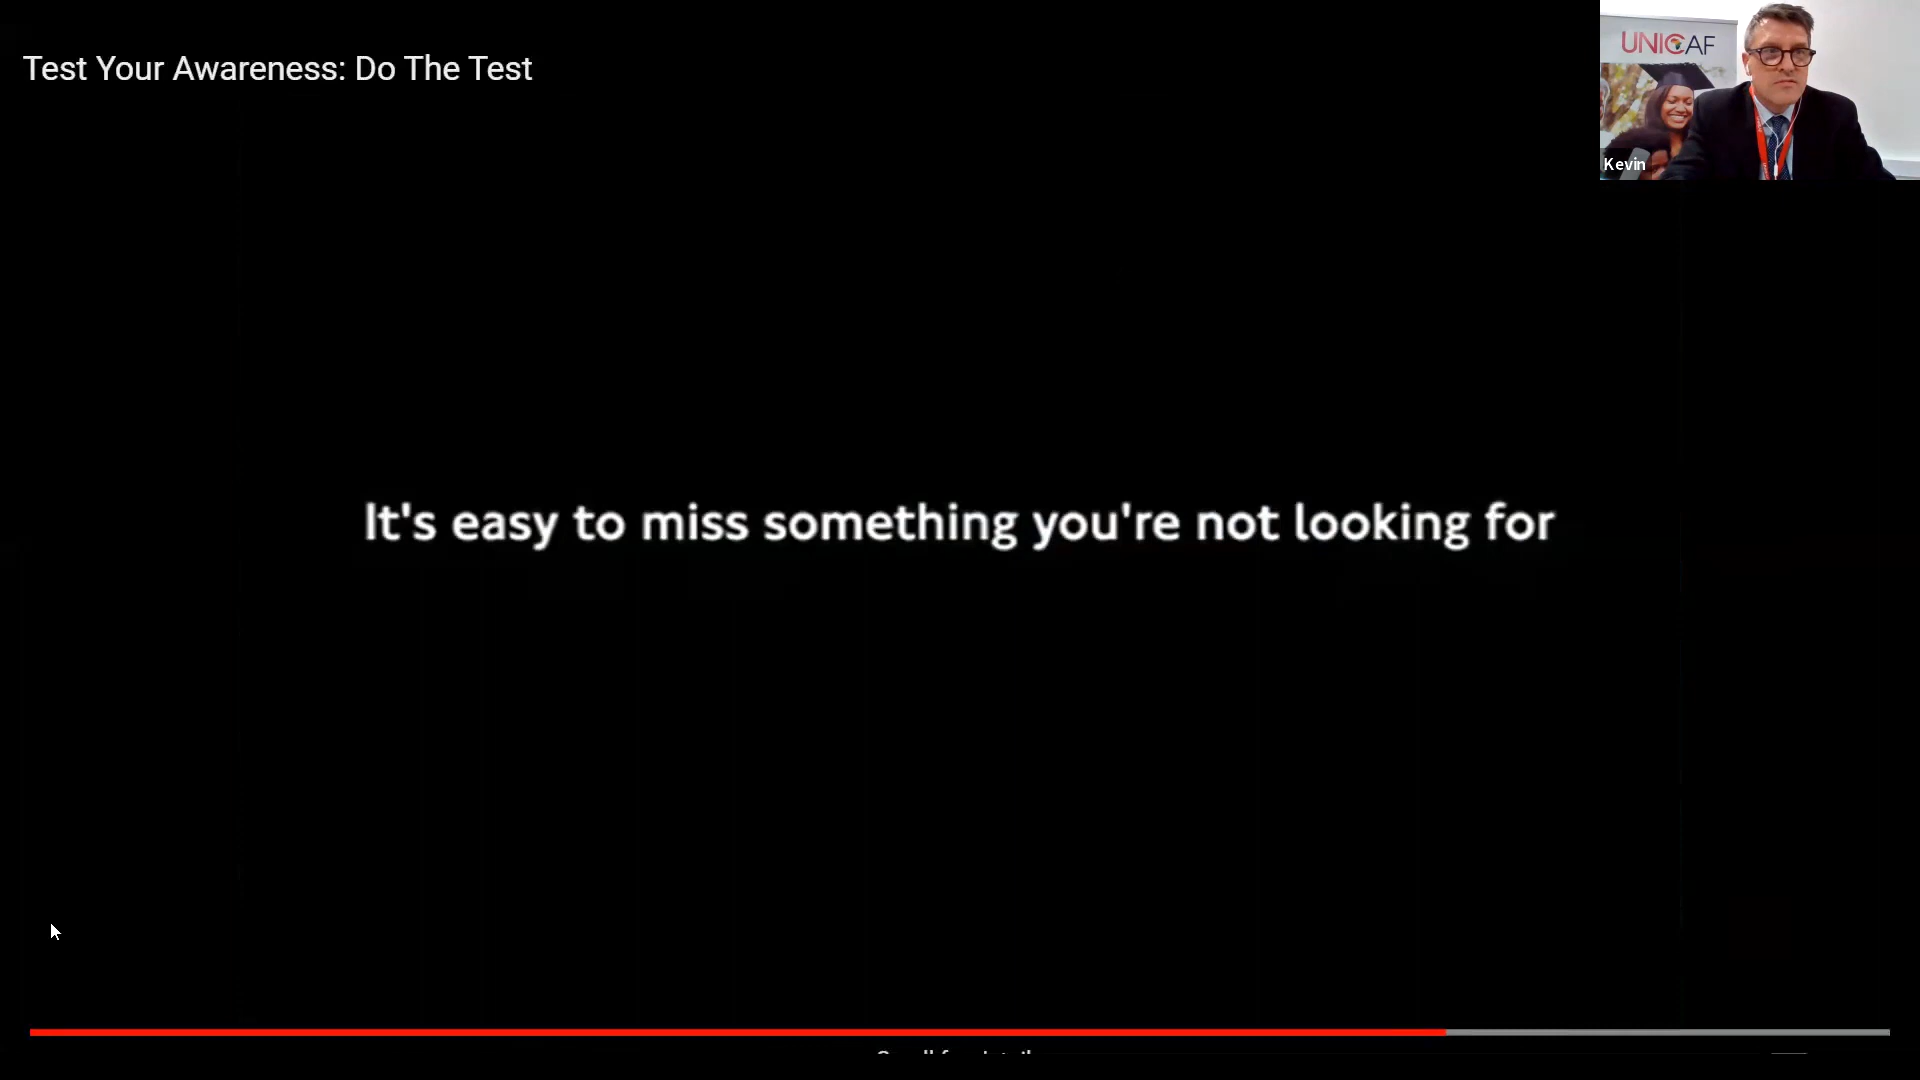 Test Your Awareness: Do The Test
UNICAF
Kevin
It's easy to miss something you're not looking for